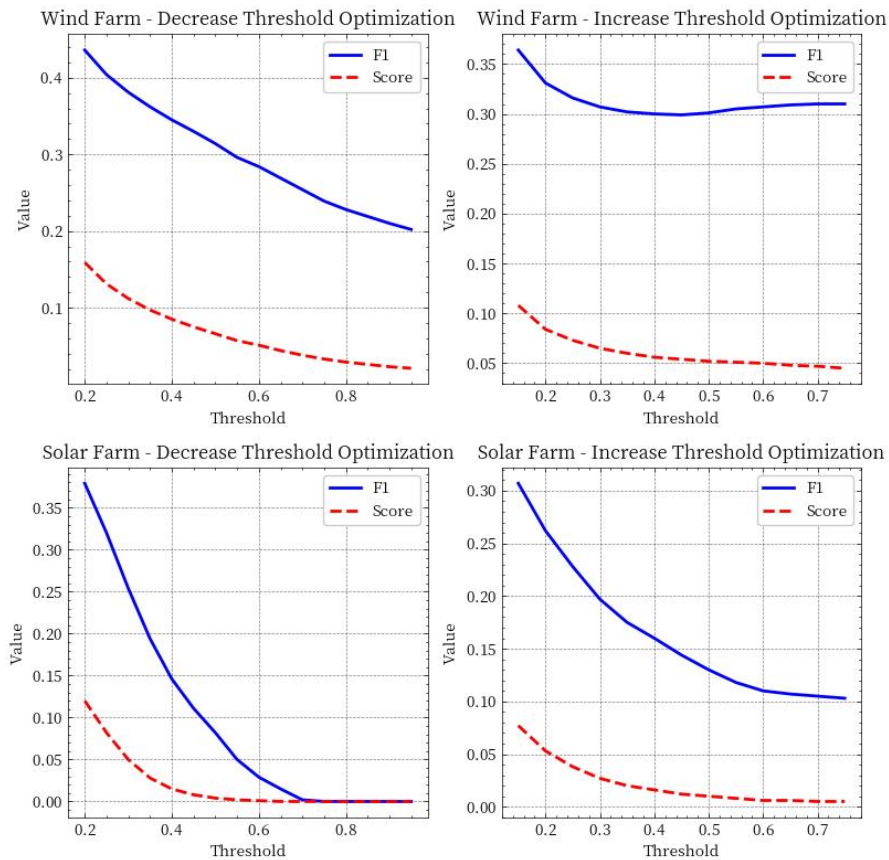 Wind Farm - Decrease Threshold Optimization
F1
Score
Value
0.4
0.3
0.2
0.1
0.2 0.4 0.6 0.8
Threshold
Wind Farm - Increase Threshold Optimization
F1
Score
Value
0.35
0.30
0.25
0.20
0.15
0.10
0.05
0.2 0.3 0.4 0.5 0.6 0.7
Threshold
Solar Farm - Decrease Threshold Optimization
F1
Score
Value
0.35
0.30
0.25
0.20
0.15
0.10
0.05
0.00
0.2 0.4 0.6 0.8
Threshold
Solar Farm - Increase Threshold Optimization
F1
Score
Value
0.30
0.25
0.20
0.15
0.10
0.05
0.00
0.2 0.3 0.4 0.5 0.6 0.7
Threshold